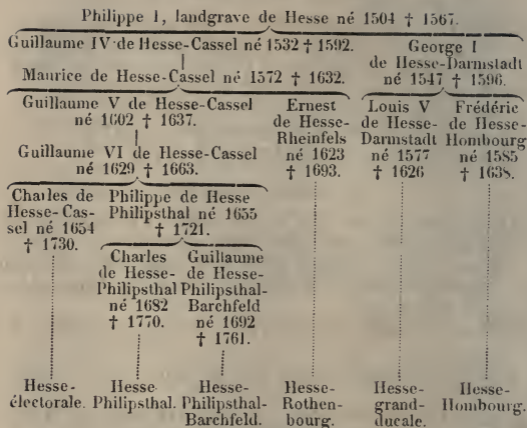 Philippe I, landgrave de Hesse né 1504 † 1567.
Guillaume IV de Hesse-Cassel né 1532 † 1592.
George I
de Hesse-Darmstadt
né 1547 † 1596.
Maurice de Hesse-Cassel né 1572 † 1632.
Guillaume V de Hesse-Cassel
né 1602 † 1637.
Guillaume VI de Hesse-Cassel
né 1629 † 1663.
Ernest
de Hesse-
Rheinfels
né 1623
† 1693.
Louis V
de Hesse-
Darmstadt
né 1577
† 1626
Frédéric
de Hesse-
Hombourg
né 1585
† 1638.
Charles de
Hesse-Cas-
sel né 1654
† 1730.
Philippe de Hesse
Philipsthal né 1655
† 1721.
Charles
de Hesse-
Philipsthal
né 1682
† 1770.
Guillaume
de Hesse-
Philipsthal-
Barchfeld
né 1692
† 1761.
Hesse-
électorale.
Hesse
Philipsthal.
Hesse-
Philipsthal-
Barchfeld.
Hesse-
Rothen-
bourg.
Hesse-
grand-
ducale.
Hesse-
Hombourg.